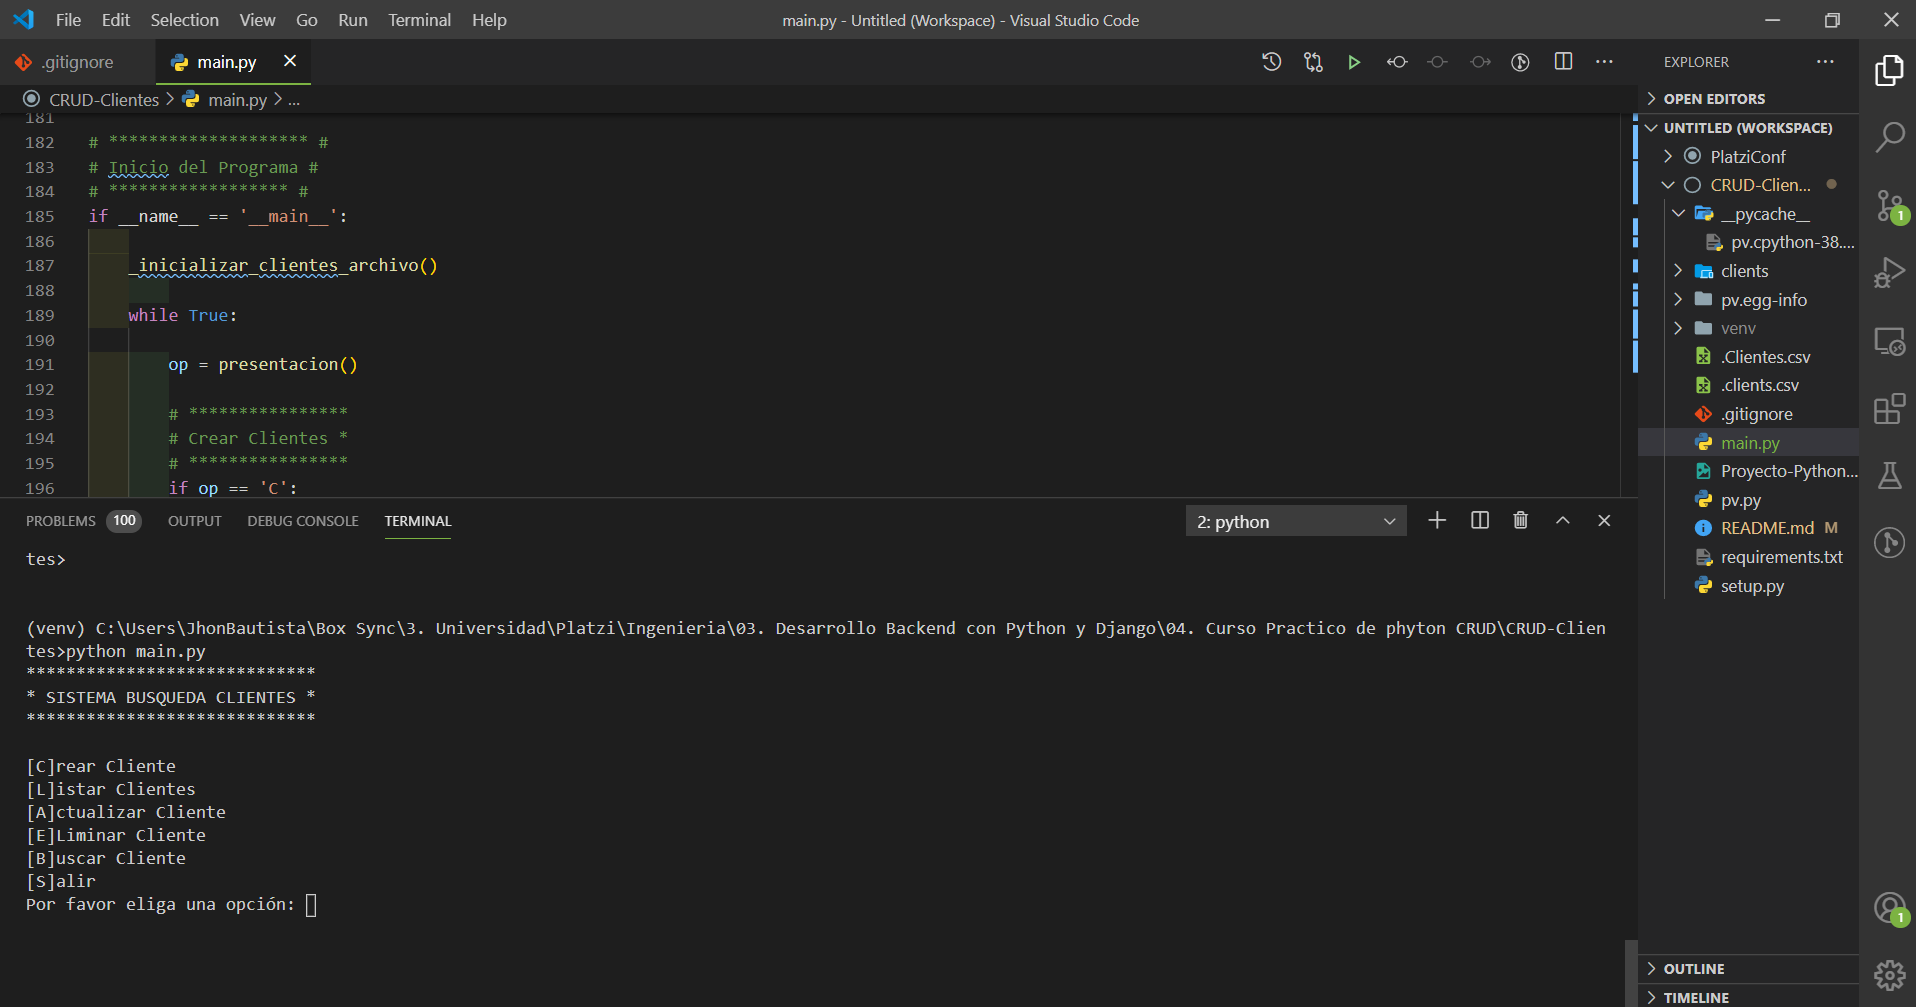 File Edit Selection View Go Run Terminal Help
main.py - Untitled (Workspace) - Visual Studio Code
.gitignore
main.py
CRUD-Clientes > main.py > ...
181
182 # ******************** #
183 # Inicio del Programa #
184 # ****************** #
185 if __name__ == '__main__':
186
187 _inicializar_clientes_archivo()
188
189 while True:
190
191 op = presentacion()
192
193 # ****************
194 # Crear Clientes *
195 # ****************
196 if op == 'C':
PROBLEMS 100 OUTPUT DEBUG CONSOLE TERMINAL
2: python
tes>
(venv) C:\Users\JhonBautista\Box Sync\3. Universidad\Platzi\Ingenieria\03. Desarrollo Backend con Python y Django\04. Curso Practico de phyton CRUD\CRUD-Clien
tes>python main.py
*****************************
* SISTEMA BUSQUEDA CLIENTES *
*****************************
[C]rear Cliente
[L]istar Clientes
[A]ctualizar Cliente
[E]Liminar Cliente
[B]uscar Cliente
[S]alir
Por favor eliga una opción:
EXPLORER
OPEN EDITORS
UNTITLED (WORKSPACE)
PlatziConf
CRUD-Clien...
__pycache__
pv.cpython-38....
clients
pv.egg-info
venv
.Clientes.csv
.clients.csv
.gitignore
main.py
Proyecto-Python...
pv.py
README.md M
requirements.txt
setup.py
OUTLINE
TIMELINE
1
1